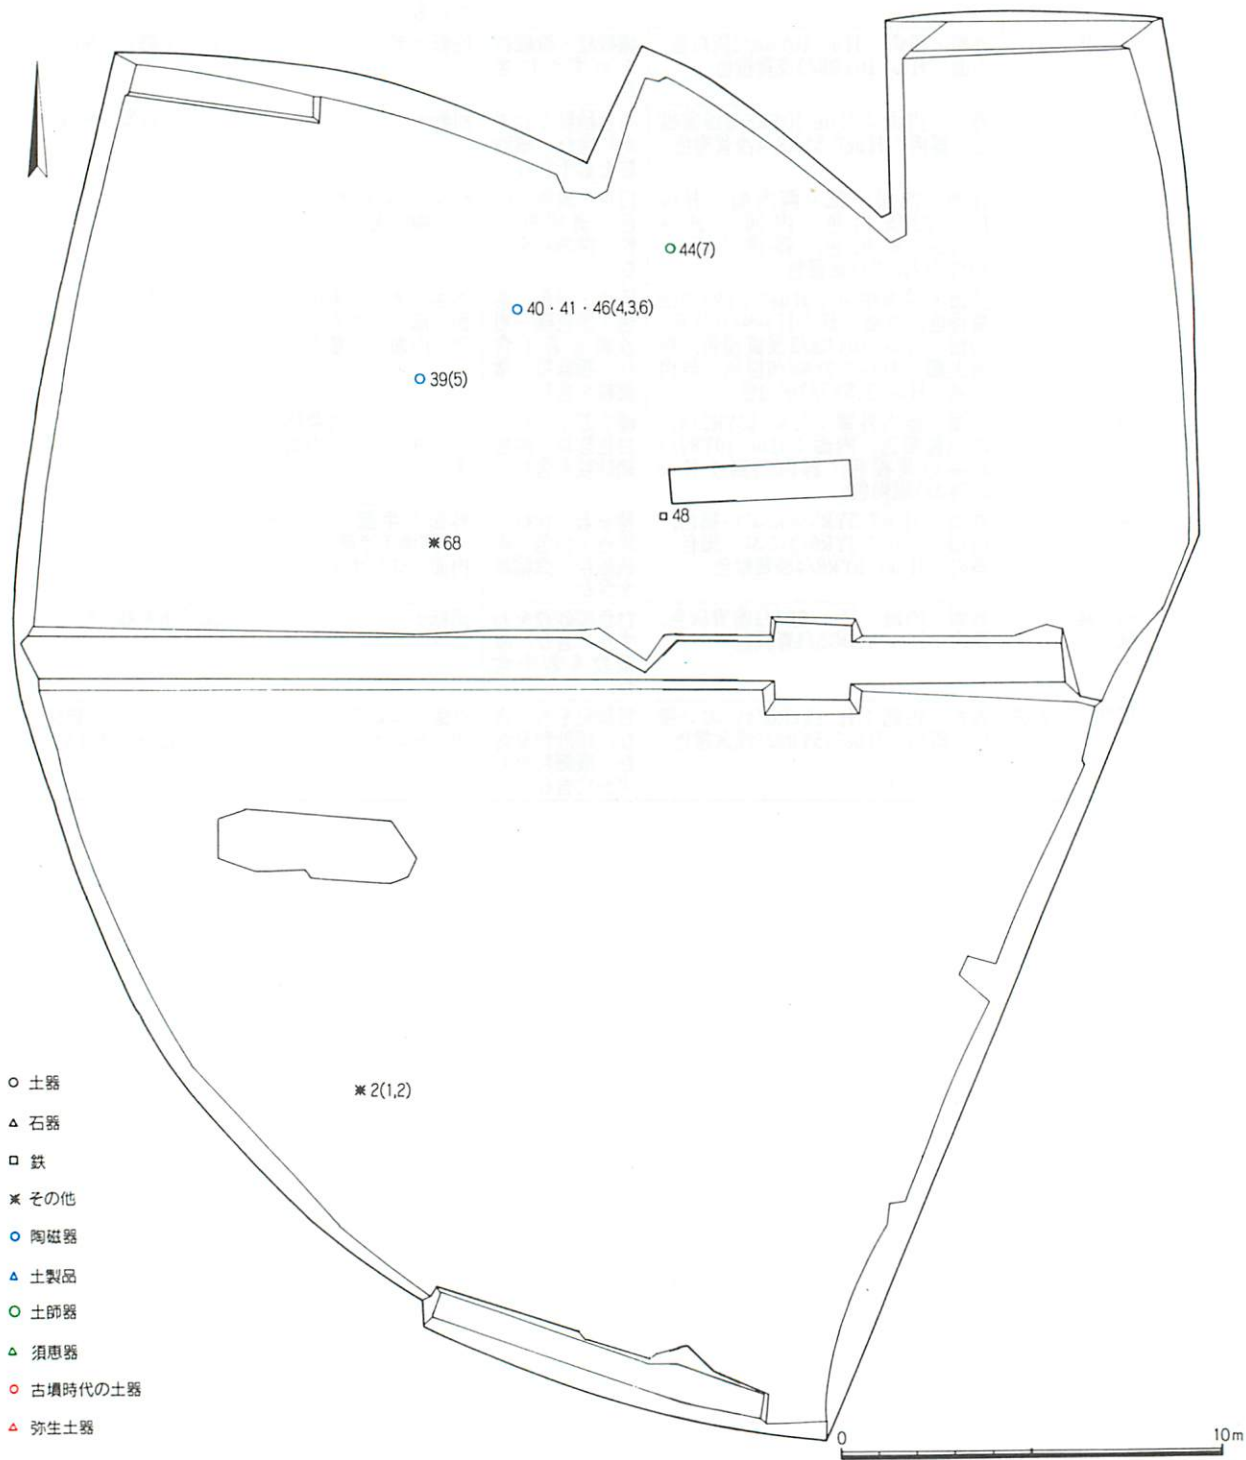 44(7)
40・41・46(4,3,6)
39(5)
48
68
2(1,2)
土器
石器
鉄
その他
陶磁器
土製品
土師器
須恵器
古墳時代の土器
弥生土器
0 10m